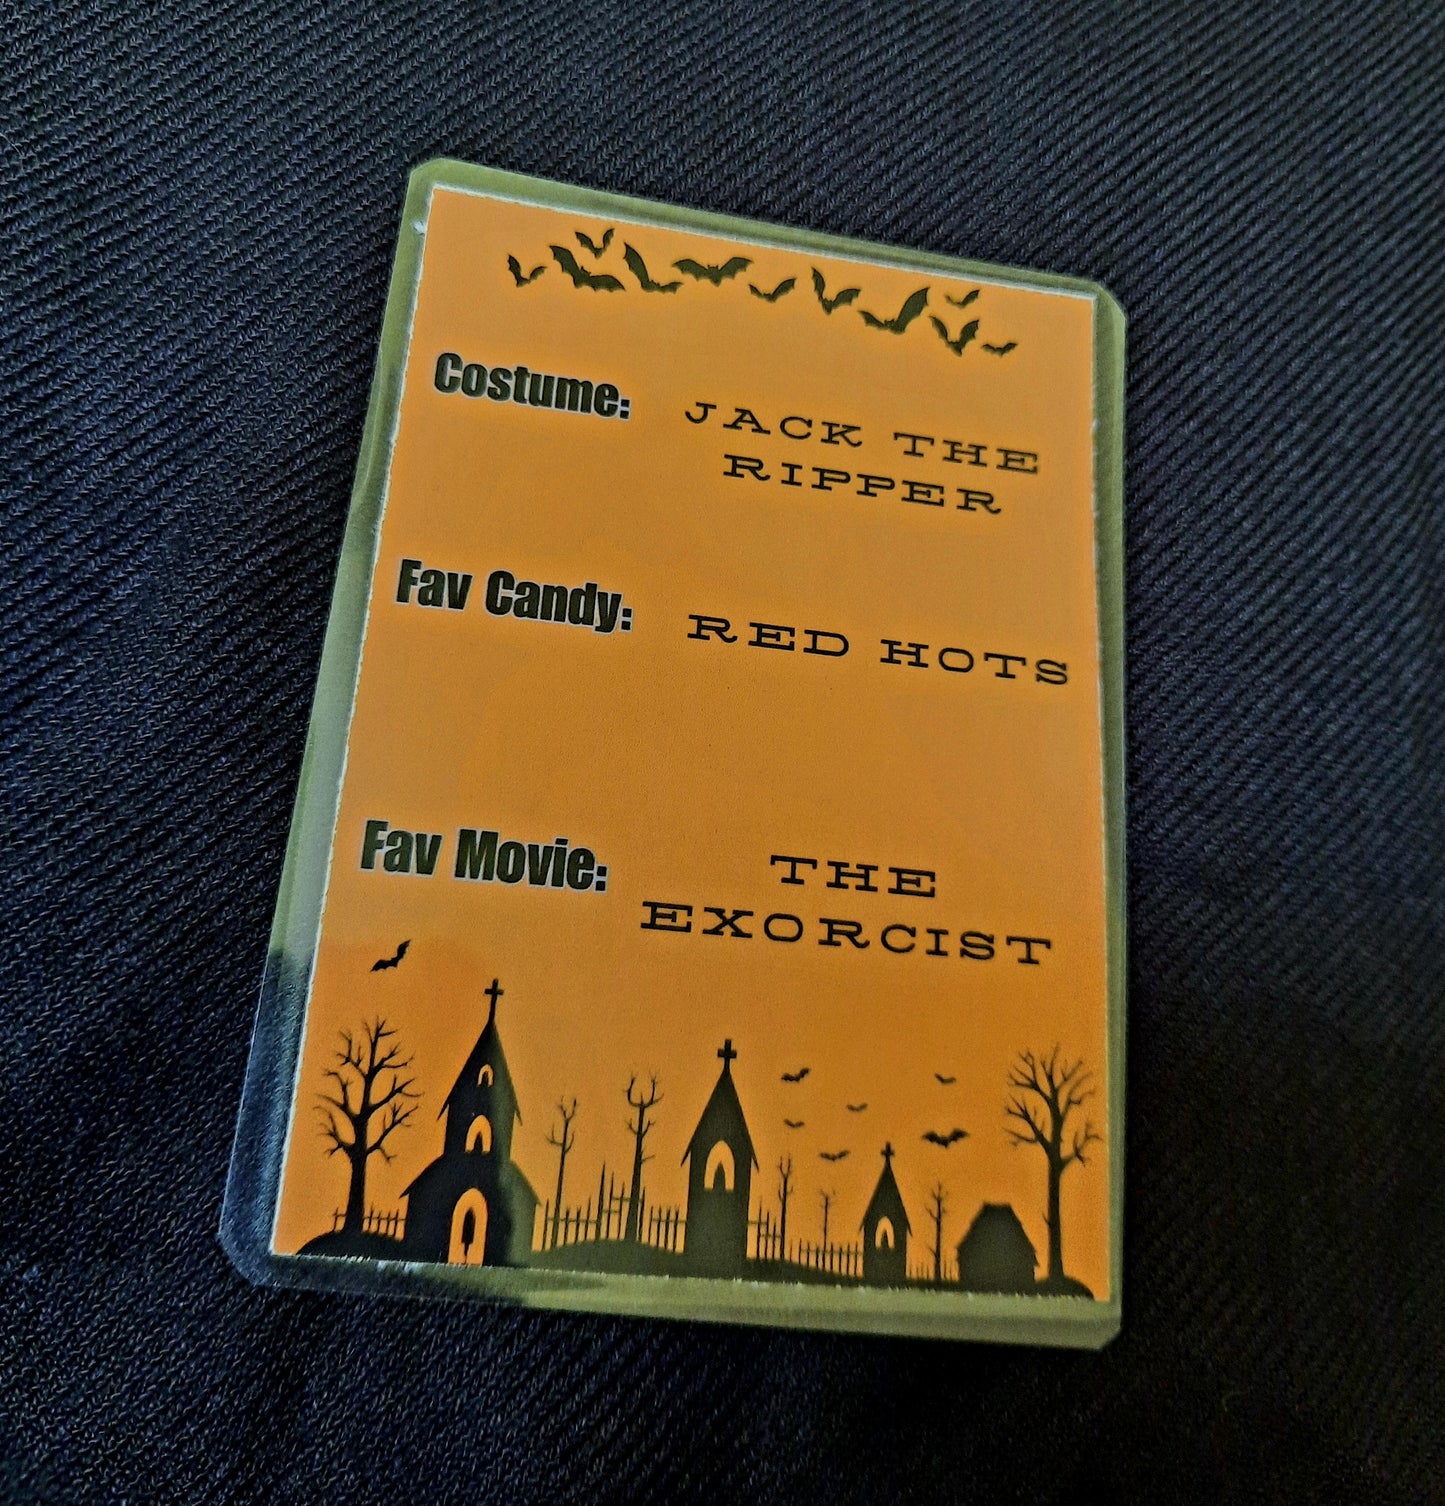 Costume: JACK THE
RIPPER
Fav Candy: RED HOTS
Fav Movie: THE
EXORCIST